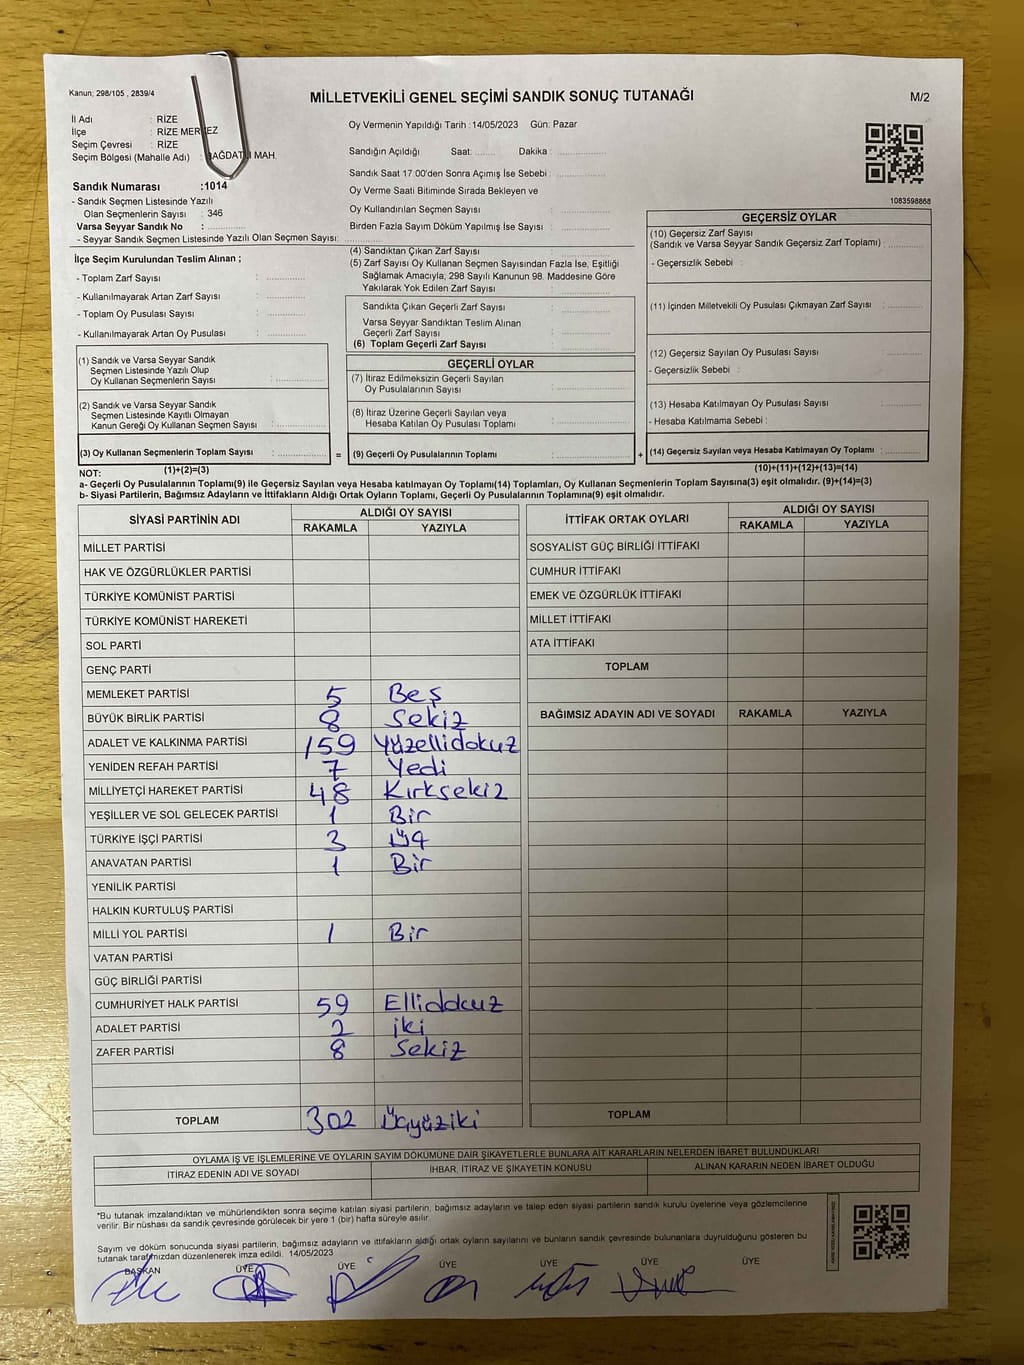 Kanun; 298/105 , 2839/4
MİLLETVEKİLİ GENEL SEÇİMİ SANDIK SONUÇ TUTANAĞI
M/2
İl Adı : RİZE
İlçe : RİZE MERKEZ
Seçim Çevresi : RİZE
Seçim Bölgesi (Mahalle Adı) : BAĞDATLI MAH.
Sandık Numarası :1014
- Sandık Seçmen Listesinde Yazılı
Olan Seçmenlerin Sayısı : 346
Varsa Seyyar Sandık No :
- Seyyar Sandık Seçmen Listesinde Yazılı Olan Seçmen Sayısı:
Oy Vermenin Yapıldığı Tarih :14/05/2023 Gün: Pazar
Sandığın Açıldığı Saat: Dakika :
Sandık Saat 17.00'den Sonra Açımış İse Sebebi :
Oy Verme Saati Bitiminde Sırada Bekleyen ve
Oy Kullandırılan Seçmen Sayısı :
Birden Fazla Sayım Döküm Yapılmış İse Sayısı :
1083598868
İlçe Seçim Kurulundan Teslim Alınan ;
- Toplam Zarf Sayısı :
- Kullanılmayarak Artan Zarf Sayısı :
- Toplam Oy Pusulası Sayısı :
- Kullanılmayarak Artan Oy Pusulası :
(4) Sandıktan Çıkan Zarf Sayısı :
(5) Zarf Sayısı Oy Kullanan Seçmen Sayısından Fazla İse, Eşitliği
Sağlamak Amacıyla; 298 Sayılı Kanunun 98. Maddesine Göre
Yakılarak Yok Edilen Zarf Sayısı :
Sandıkta Çıkan Geçerli Zarf Sayısı :
Varsa Seyyar Sandıktan Teslim Alınan
Geçerli Zarf Sayısı :
(6) Toplam Geçerli Zarf Sayısı :
GEÇERSİZ OYLAR
(10) Geçersiz Zarf Sayısı
(Sandık ve Varsa Seyyar Sandık Geçersiz Zarf Toplamı) :
- Geçersizlik Sebebi :
(11) İçinden Milletvekili Oy Pusulası Çıkmayan Zarf Sayısı :
(12) Geçersiz Sayılan Oy Pusulası Sayısı :
- Geçersizlik Sebebi :
(13) Hesaba Katılmayan Oy Pusulası Sayısı :
- Hesaba Katılmama Sebebi :
(1) Sandık ve Varsa Seyyar Sandık
Seçmen Listesinde Yazılı Olup
Oy Kullanan Seçmenlerin Sayısı :
(2) Sandık ve Varsa Seyyar Sandık
Seçmen Listesinde Kayıtlı Olmayan
Kanun Gereği Oy Kullanan Seçmen Sayısı :
GEÇERLİ OYLAR
(7) İtiraz Edilmeksizin Geçerli Sayılan
Oy Pusulalarının Sayısı :
(8) İtiraz Üzerine Geçerli Sayılan veya
Hesaba Katılan Oy Pusulası Toplamı :
(3) Oy Kullanan Seçmenlerin Toplam Sayısı : = (9) Geçerli Oy Pusulalarının Toplamı : + (14) Geçersiz Sayılan veya Hesaba Katılmayan Oy Toplamı :
NOT: (1)+(2)=(3) (10)+(11)+(12)+(13)=(14)
a- Geçerli Oy Pusulalarının Toplamı(9) ile Geçersiz Sayılan veya Hesaba katılmayan Oy Toplamı(14) Toplamları, Oy Kullanan Seçmenlerin Toplam Sayısına(3) eşit olmalıdır. (9)+(14)=(3)
b- Siyasi Partilerin, Bağımsız Adayların ve İttifakların Aldığı Ortak Oyların Toplamı, Geçerli Oy Pusulalarının Toplamına(9) eşit olmalıdır.
SİYASİ PARTİNİN ADI ALDIĞI OY SAYISI
RAKAMLA YAZIYLA
MİLLET PARTİSİ
HAK VE ÖZGÜRLÜKLER PARTİSİ
TÜRKİYE KOMÜNİST PARTİSİ
TÜRKİYE KOMÜNİST HAREKETİ
SOL PARTİ
GENÇ PARTİ
MEMLEKET PARTİSİ 5 Beş
BÜYÜK BİRLİK PARTİSİ 8 Sekiz
ADALET VE KALKINMA PARTİSİ 159 Yüzellidokuz
YENİDEN REFAH PARTİSİ 7 Yedi
MİLLİYETÇİ HAREKET PARTİSİ 48 Kırksekiz
YEŞİLLER VE SOL GELECEK PARTİSİ 1 Bir
TÜRKİYE İŞÇİ PARTİSİ 3 Üç
ANAVATAN PARTİSİ 1 Bir
YENİLİK PARTİSİ
HALKIN KURTULUŞ PARTİSİ
MİLLİ YOL PARTİSİ 1 Bir
VATAN PARTİSİ
GÜÇ BİRLİĞİ PARTİSİ
CUMHURİYET HALK PARTİSİ 59 Ellidokuz
ADALET PARTİSİ 2 iki
ZAFER PARTİSİ 8 Sekiz
TOPLAM 302 Üçyüziki
İTTİFAK ORTAK OYLARI ALDIĞI OY SAYISI
RAKAMLA YAZIYLA
SOSYALİST GÜÇ BİRLİĞİ İTTİFAKI
CUMHUR İTTİFAKI
EMEK VE ÖZGÜRLÜK İTTİFAKI
MİLLET İTTİFAKI
ATA İTTİFAKI
TOPLAM
BAĞIMSIZ ADAYIN ADI VE SOYADI RAKAMLA YAZIYLA
TOPLAM
OYLAMA İŞ VE İŞLEMLERİNE VE OYLARIN SAYIM DÖKÜMÜNE DAİR ŞİKAYETLERLE BUNLARA AİT KARARLARIN NELERDEN İBARET BULUNDUKLARI
İTİRAZ EDENİN ADI VE SOYADI İHBAR, İTİRAZ VE ŞİKAYETİN KONUSU ALINAN KARARIN NEDEN İBARET OLDUĞU
*Bu tutanak imzalandıktan ve mühürlendikten sonra seçime katılan siyasi partilerin, bağımsız adayların ve talep eden siyasi partilerin sandık kurulu üyelerine veya gözlemcilerine
verilir. Bir nüshası da sandık çevresinde görülecek bir yere 1 (bir) hafta süreyle asılır.
Sayım ve döküm sonucunda siyasi partilerin, bağımsız adayların ve ittifakların aldığı ortak oyların sayılarını ve bunların sandık çevresinde bulunanlara duyrulduğunu gösteren bu
tutanak tarafımızdan düzenlenerek imza edildi. 14/05/2023
BAŞKAN ÜYE ÜYE ÜYE ÜYE ÜYE ÜYE